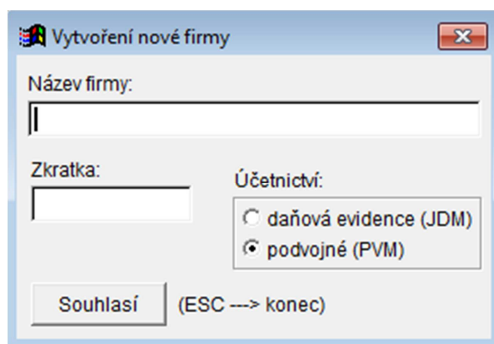 Vytvoření nové firmy
Název firmy:
Zkratka:
Účetnictví:
daňová evidence (JDM)
podvojné (PVM)
Souhlasí (ESC ---> konec)